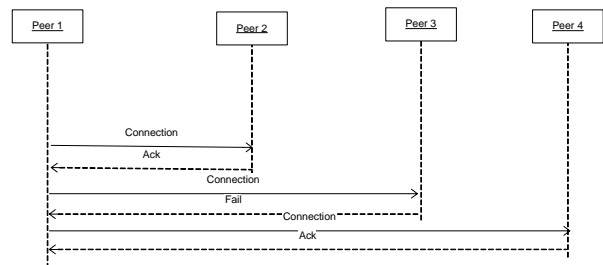 Peer 1
Peer 2
Peer 3
Peer 4
Connection
Ack
Connection
Fail
Connection
Ack